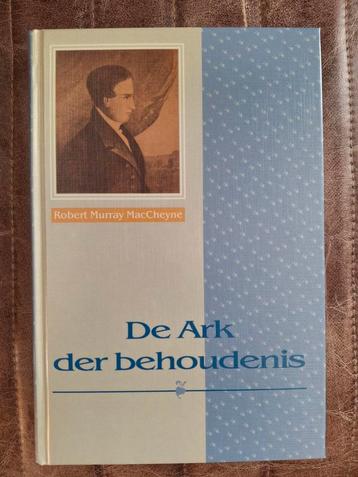 Robert Murray MacCheyne
De Ark
der behoudenis